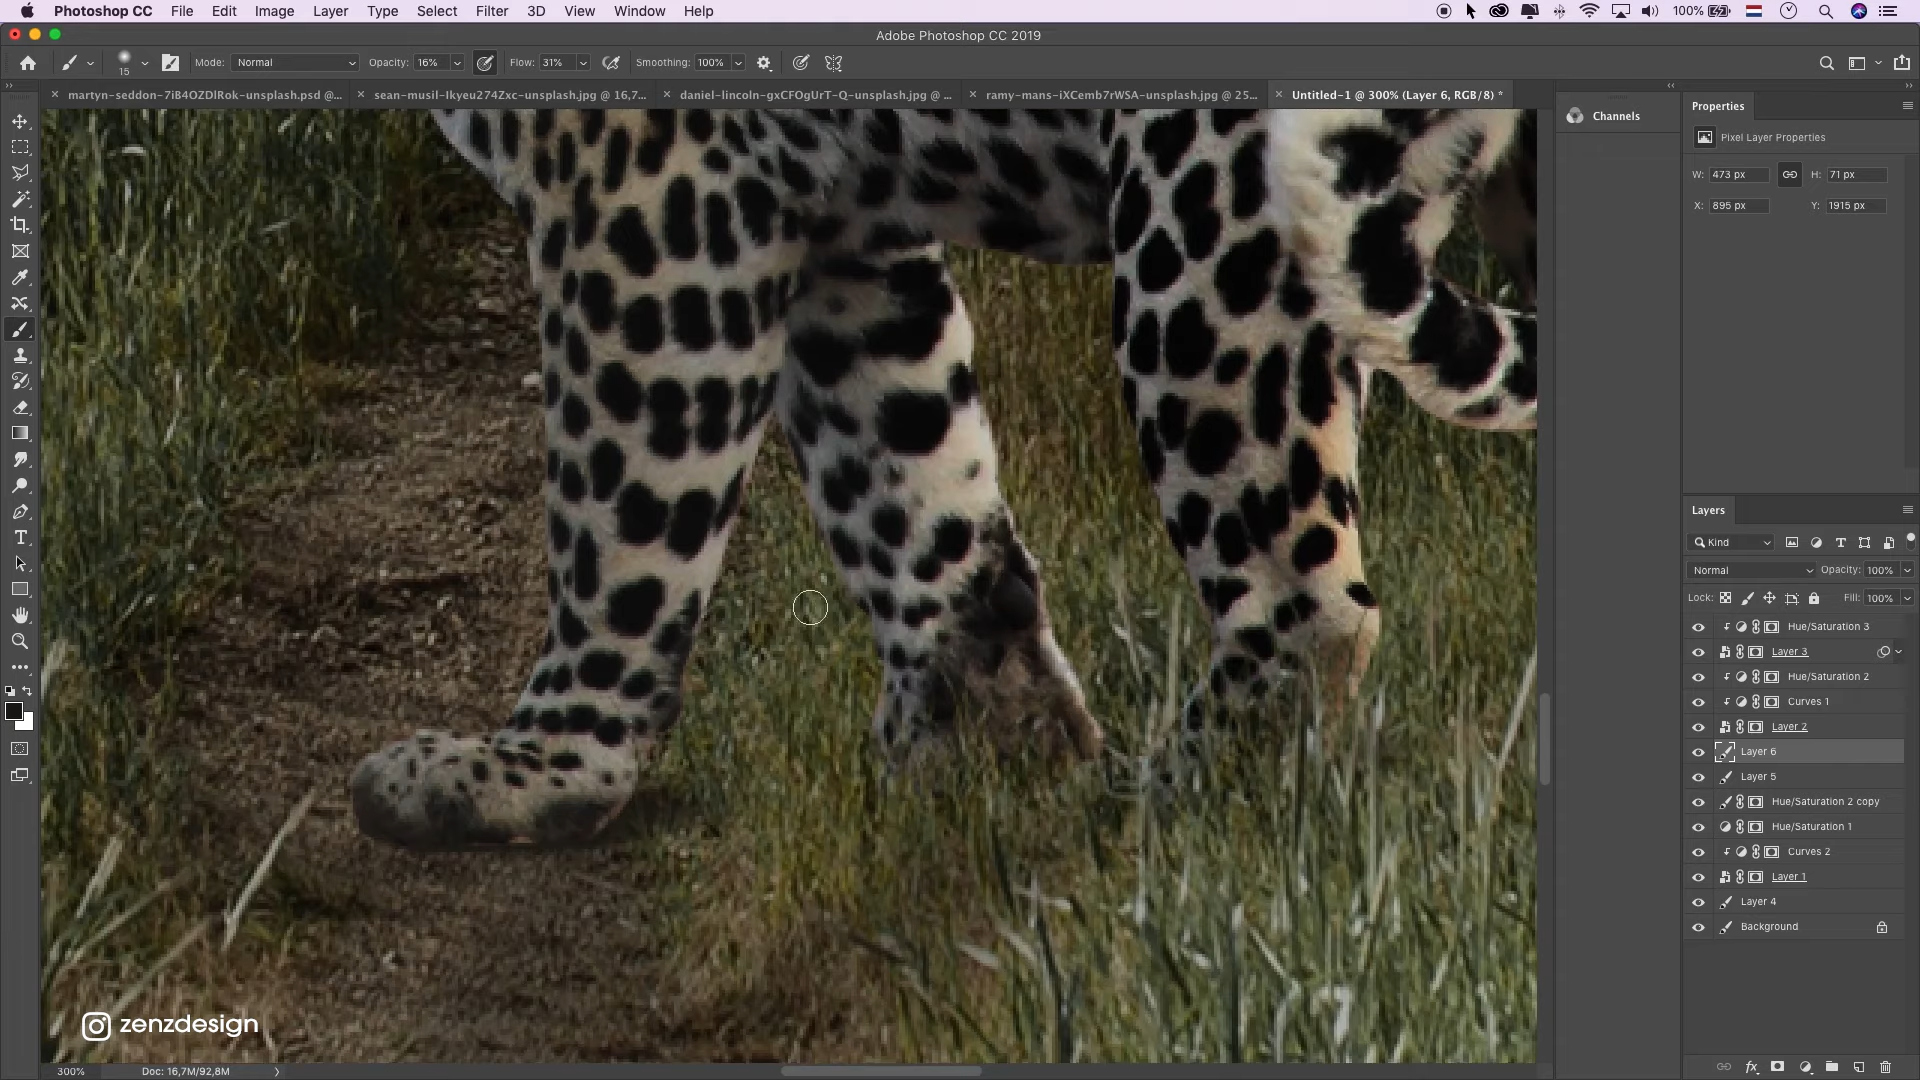 Photoshop CC File Edit Image Layer Type Select Filter 3D View Window Help 100%
Adobe Photoshop CC 2019
15 Mode: Normal Opacity: 16% Flow: 31% Smoothing: 100%
martyn-seddon-7iB4OZDlRok-unsplash.psd @... sean-musil-Ikyeu274Zxc-unsplash.jpg @ 16,7... daniel-lincoln-gxCFOgUrT-Q-unsplash.jpg @ ... ramy-mans-iXCemb7rWSA-unsplash.jpg @ 25... Untitled-1 @ 300% (Layer 6, RGB/8) *
Channels
Properties
Pixel Layer Properties
W: 473 px H: 71 px
X: 895 px Y: 1915 px
Layers
Kind
Normal Opacity: 100%
Lock: Fill: 100%
Hue/Saturation 3
Layer 3
Hue/Saturation 2
Curves 1
Layer 2
Layer 6
Layer 5
Hue/Saturation 2 copy
Hue/Saturation 1
Curves 2
Layer 1
Layer 4
Background
zenzdesign
300% Doc: 16,7M/92,8M